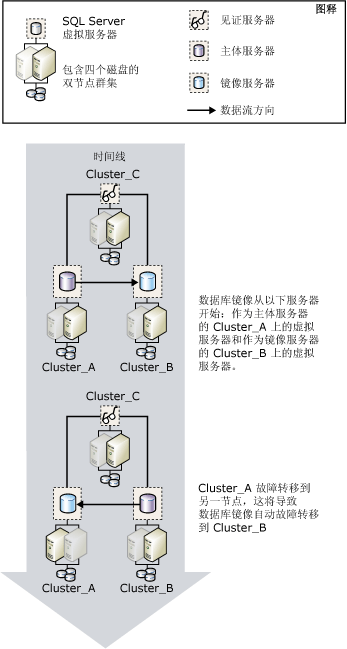 图释
SQL Server
虚拟服务器
包含四个磁盘的
双节点群集
见证服务器
主体服务器
镜像服务器
数据流方向
时间线
Cluster_C
Cluster_A
Cluster_B
数据库镜像从以下服务器
开始：作为主体服务器
的 Cluster_A 上的虚拟
服务器和作为镜像服务器
的 Cluster_B 上的虚拟
服务器。
Cluster_C
Cluster_A
Cluster_B
Cluster_A 故障转移到
另一节点，这将导致
数据库镜像自动故障转移
到 Cluster_B